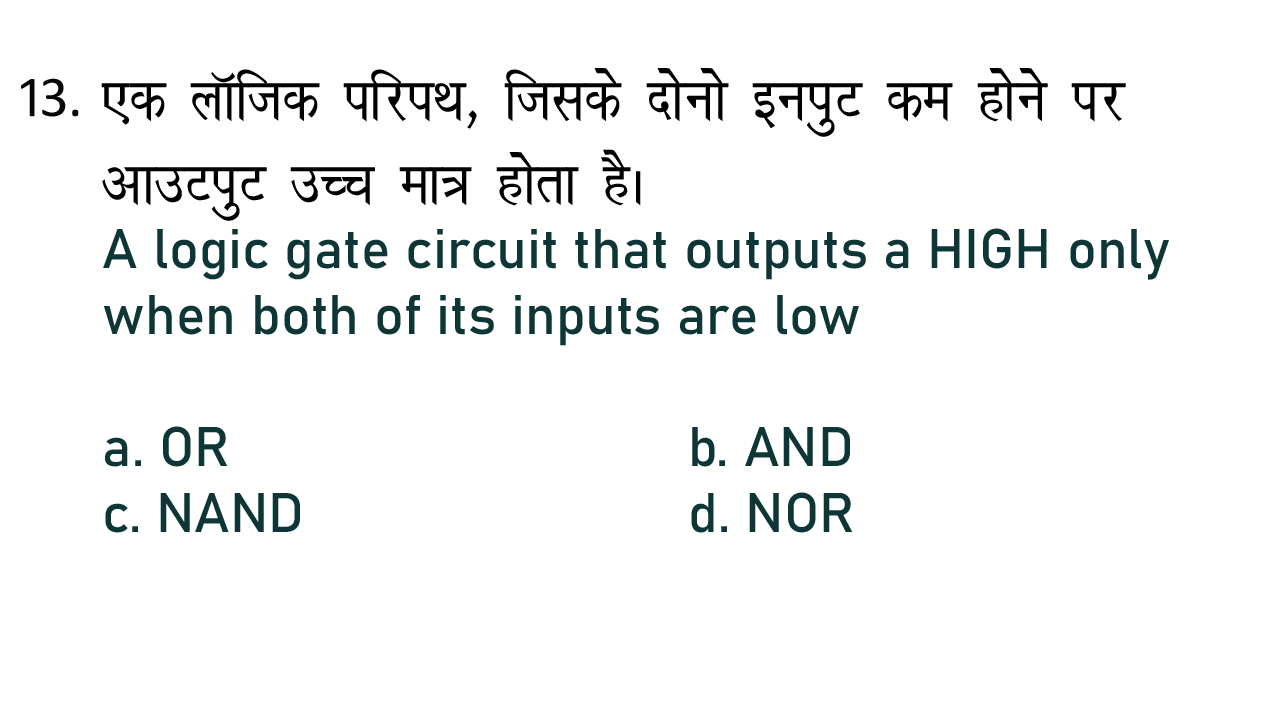 13. एक लॉजिक परिपथ, जिसके दोनो इनपुट कम होने पर
आउटपुट उच्च मात्र होता है।
A logic gate circuit that outputs a HIGH only
when both of its inputs are low
a. OR b. AND
c. NAND d. NOR